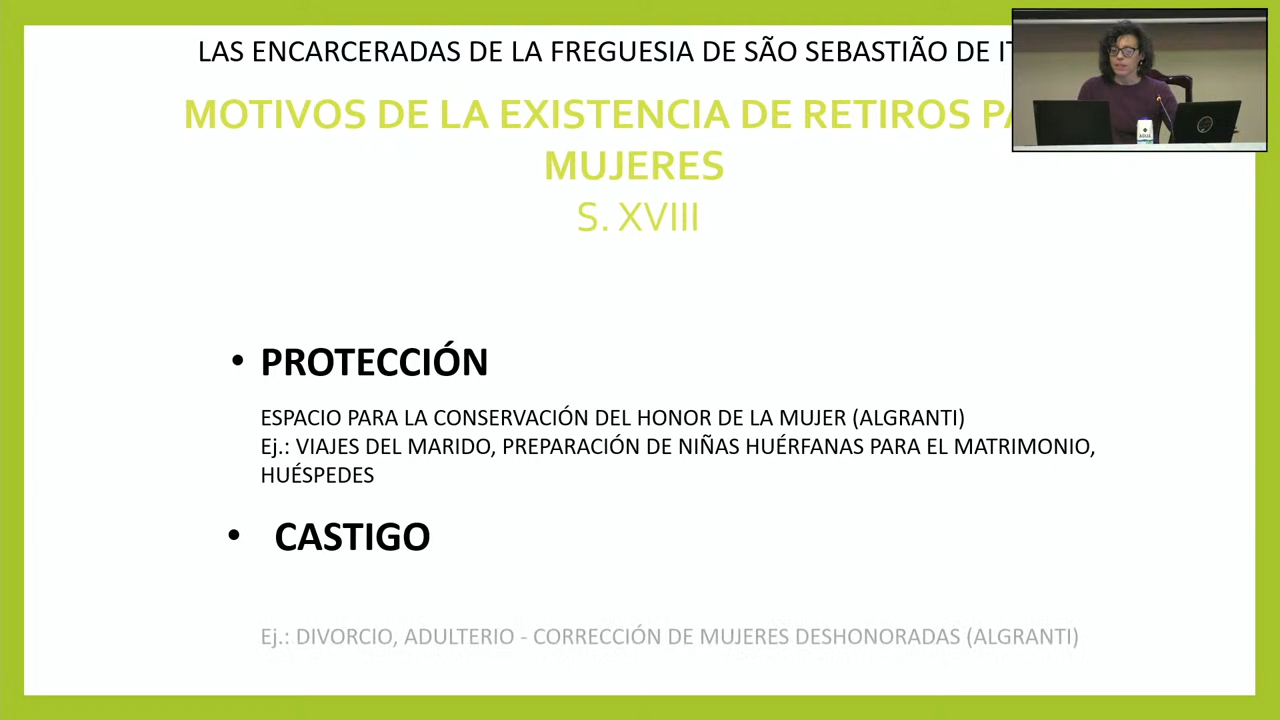 LAS ENCARCERADAS DE LA FREGUESIA DE SÃO SEBASTIÃO DE
MOTIVOS DE LA EXISTENCIA DE RETIROS
MUJERES
S. XVIII
• PROTECCIÓN
ESPACIO PARA LA CONSERVACIÓN DEL HONOR DE LA MUJER (ALGRANTI)
Ej.: VIAJES DEL MARIDO, PREPARACIÓN DE NIÑAS HUÉRFANAS PARA EL MATRIMONIO,
HUÉSPEDES
• CASTIGO
Ej.: DIVORCIO, ADULTERIO - CORRECCIÓN DE MUJERES DESHONORADAS (ALGRANTI)